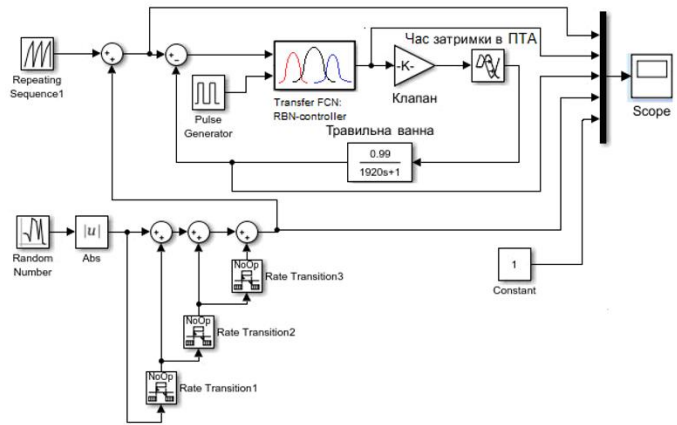 Repeating
Sequence1
+
+
-
Pulse
Generator
Transfer FCN:
RBN-controller
-K-
Клапан
Час затримки в ПТА
Scope
Травильна ванна
0.99
1920s+1
Random
Number
|u|
Abs
+
+
+
+
+
+
NoOp
Rate Transition3
NoOp
Rate Transition2
NoOp
Rate Transition1
1
Constant